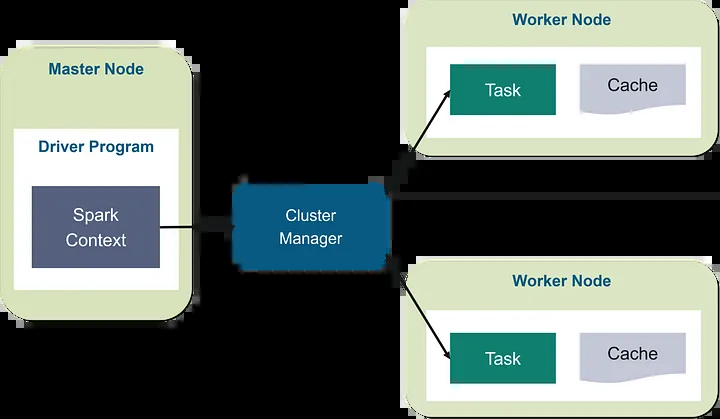 Master Node
Driver Program
Spark
Context
Cluster
Manager
Worker Node
Task
Cache
Worker Node
Task
Cache